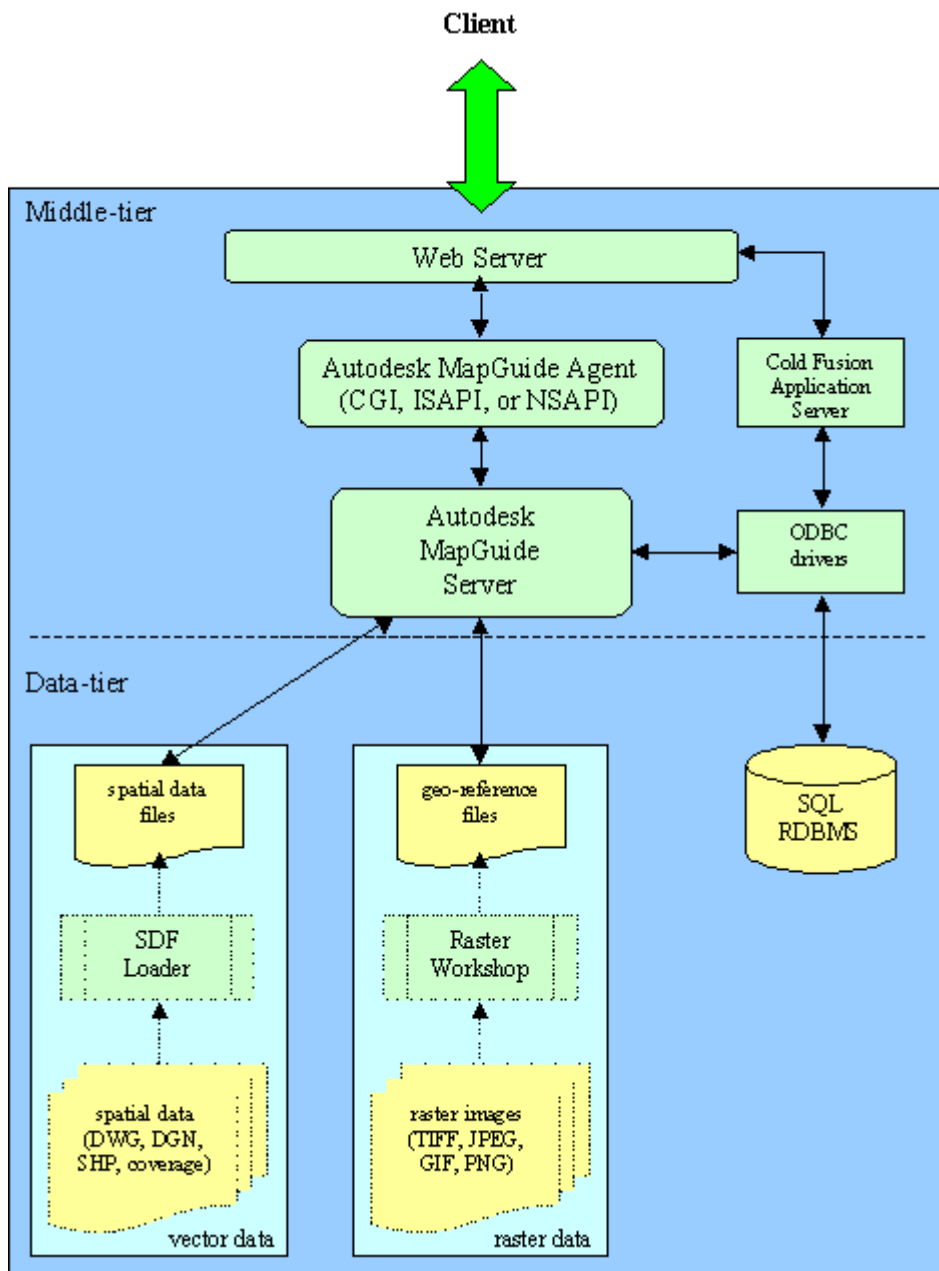 Client
Middle-tier
Web Server
Autodesk MapGuide Agent
(CGI, ISAPI, or NSAPI)
Cold Fusion
Application
Server
Autodesk
MapGuide
Server
ODBC
drivers
Data-tier
spatial data
files
geo-reference
files
SQL
RDBMS
SDF
Loader
Raster
Workshop
spatial data
(DWG, DGN,
SHP, coverage)
raster images
(TIFF, JPEG,
GIF, PNG)
vector data
raster data